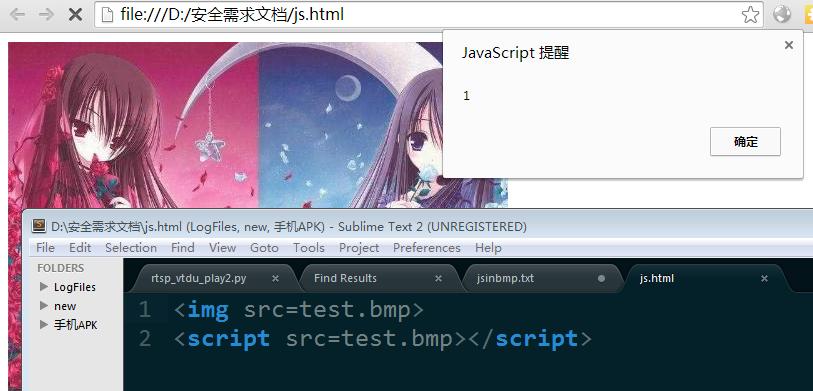 file:///D:/安全需求文档/js.html
JavaScript 提醒
1
确定
D:\安全需求文档\js.html (LogFiles, new, 手机APK) - Sublime Text 2 (UNREGISTERED)
File Edit Selection Find View Goto Tools Project Preferences Help
FOLDERS
LogFiles
new
手机APK
rtsp_vtdu_play2.py
Find Results
jsinbmp.txt
js.html
1 <img src=test.bmp>
2 <script src=test.bmp></script>